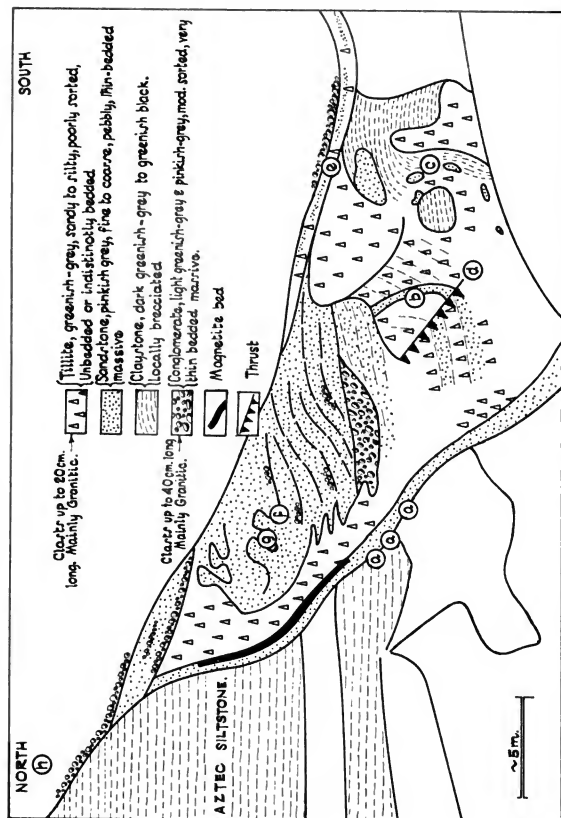 NORTH
SOUTH
Clasts up to 20cm.
long. Mainly Granitic.
Tillite, greenish-grey, sandy to silty, poorly sorted,
Unbedded or indistinctly bedded
Sandstone, pinkish grey, fine to coarse, pebbly, thin-bedded
massive
Claystone, dark greenish-grey to greenish black.
Locally brecciated
Clasts up to 40cm. long
Mainly Granitic.
Conglomerate, light greenish-grey & pinkish-grey, mod. sorted, very
thin bedded massive.
Magnetite bed
Thrust
h
g
f
e
a
a
a
b
c
d
AZTEC SILTSTONE.
~5m.